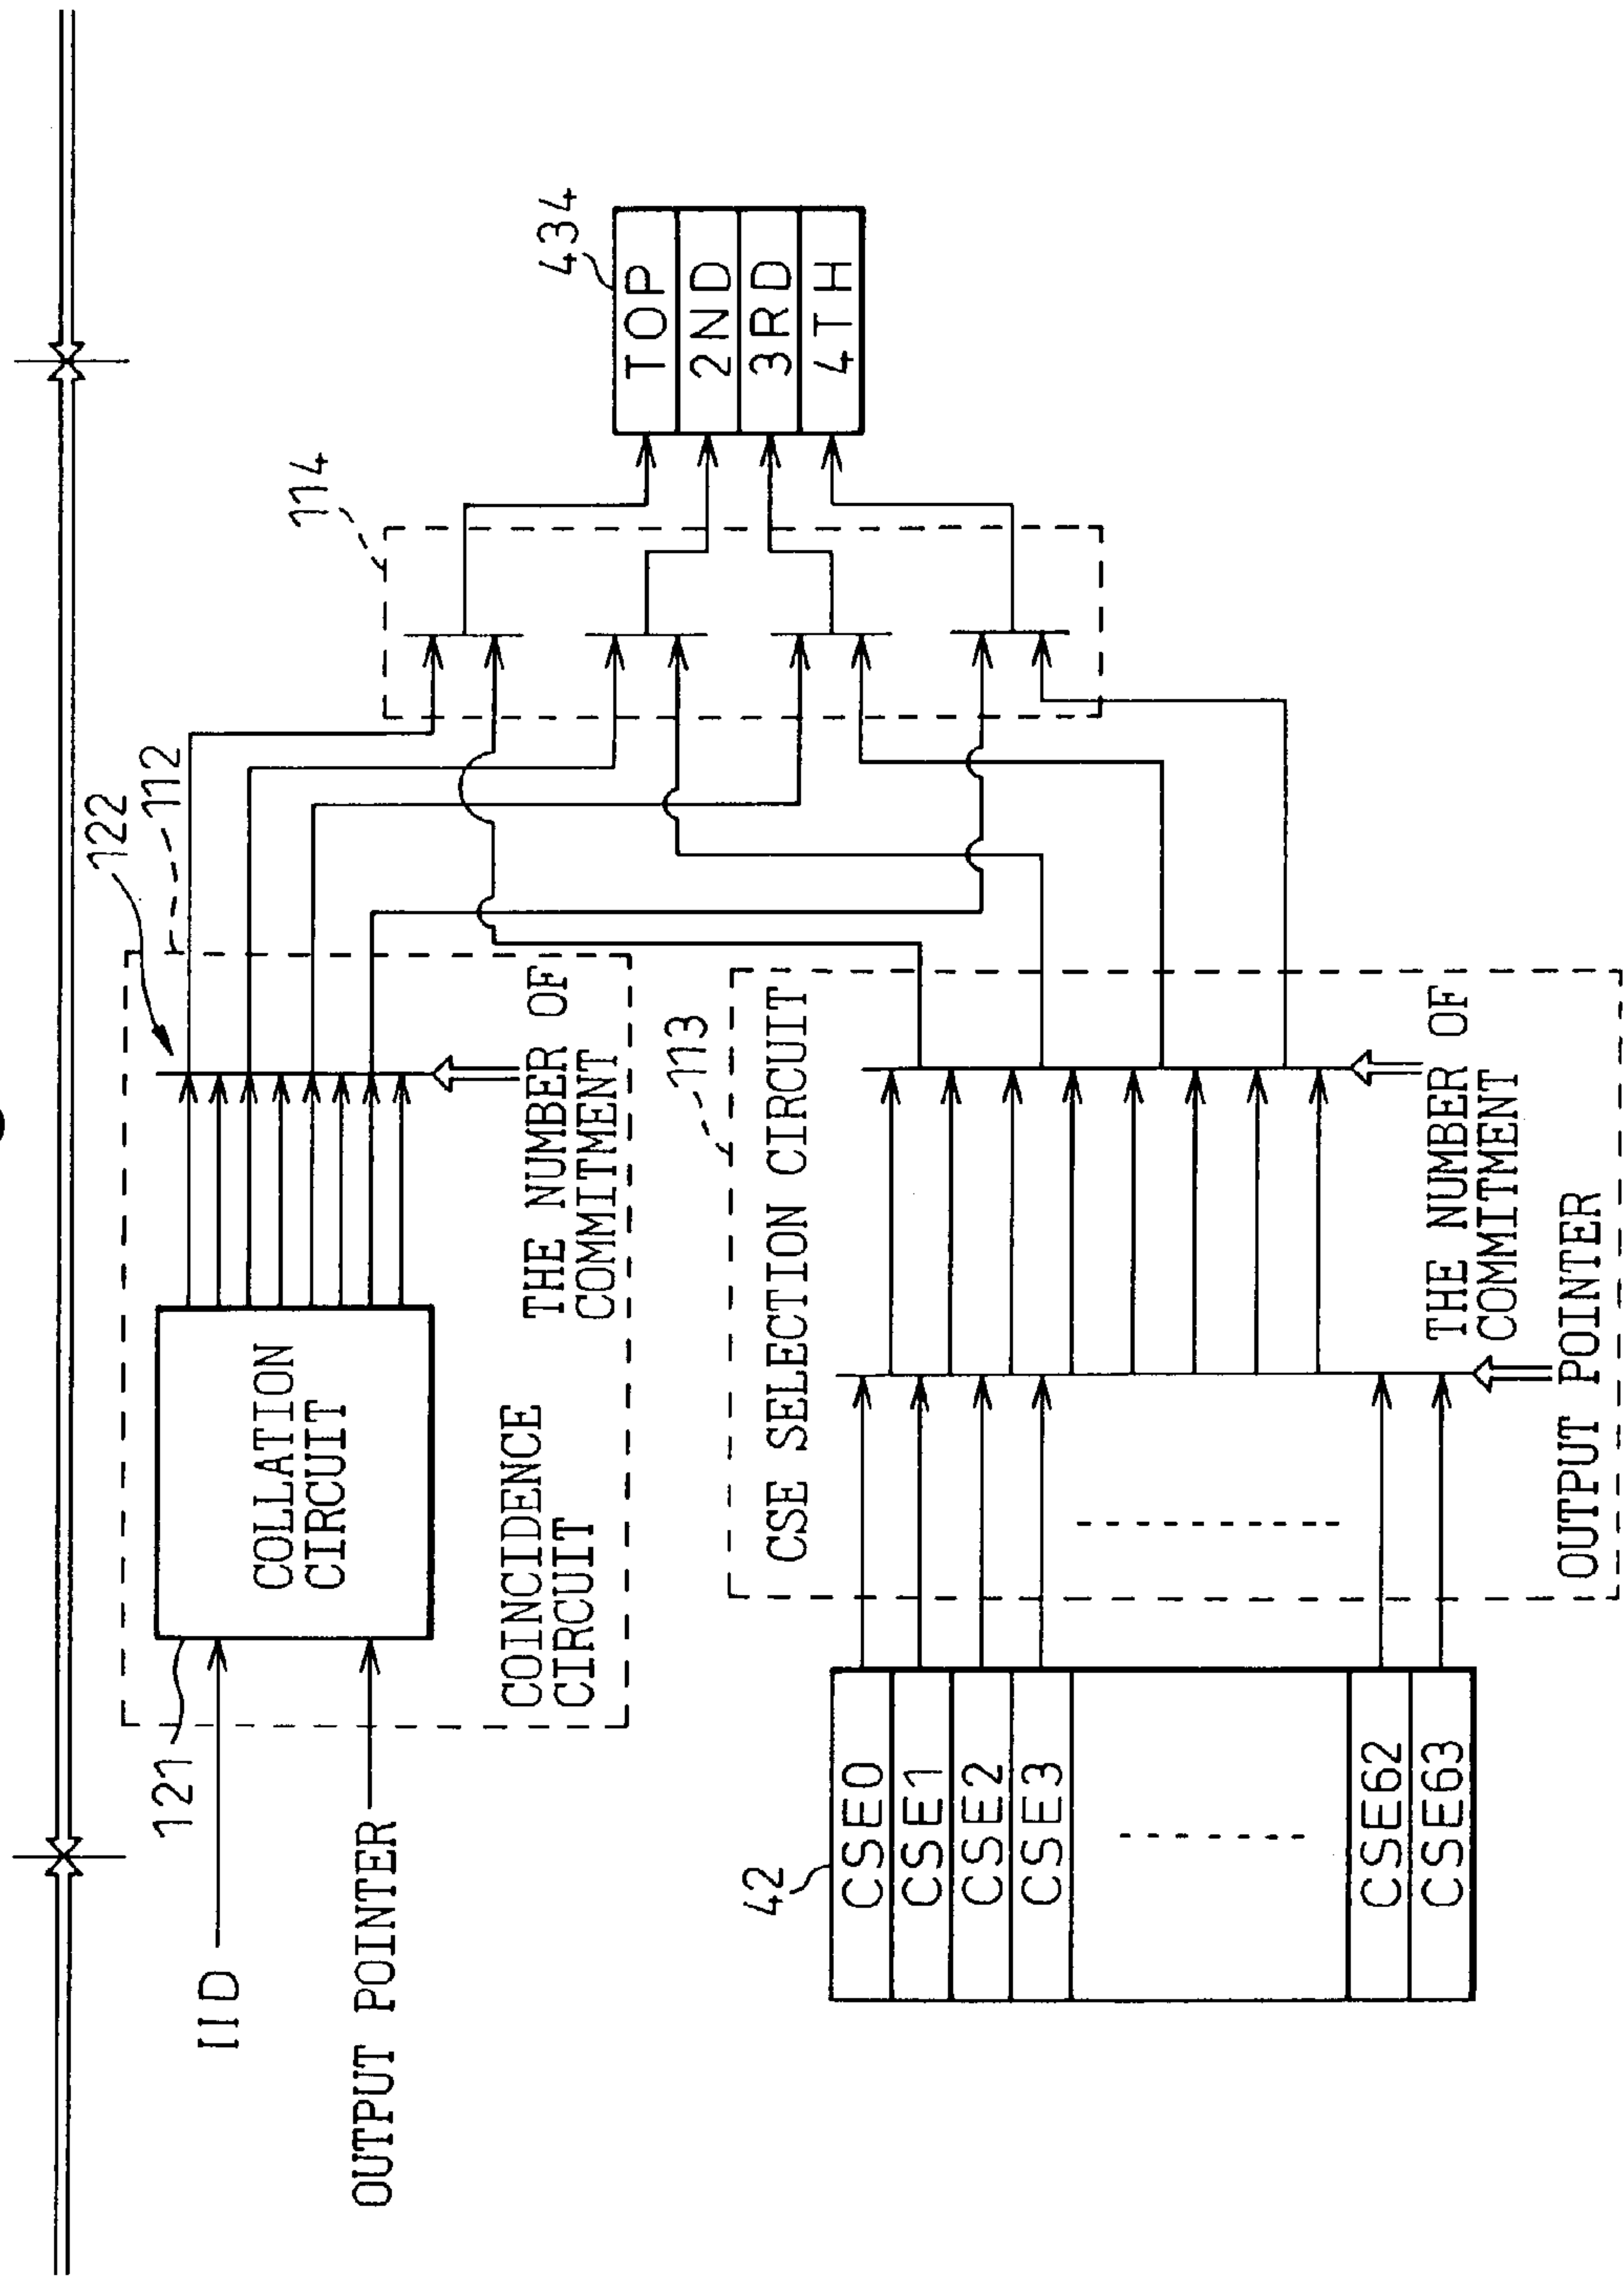 122
112
121
IID
OUTPUT POINTER
COLLATION
CIRCUIT
COINCIDENCE
CIRCUIT
THE NUMBER OF
COMMITMENT
114
434
TOP
2ND
3RD
4TH
113
CSE SELECTION CIRCUIT
42
CSE0
CSE1
CSE2
CSE3
CSE62
CSE63
THE NUMBER OF
COMMITMENT
OUTPUT POINTER